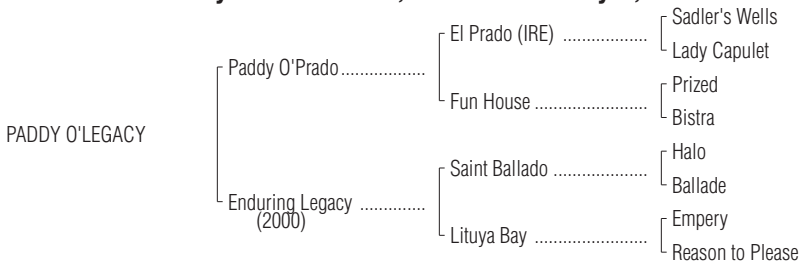 Sadler's Wells
El Prado (IRE) ..................
Lady Capulet
Paddy O'Prado..................
Prized
Fun House ........................
Bistra
PADDY O'LEGACY
Halo
Saint Ballado ....................
Ballade
Enduring Legacy ..............
(2000)
Empery
Lituya Bay ........................
Reason to Please